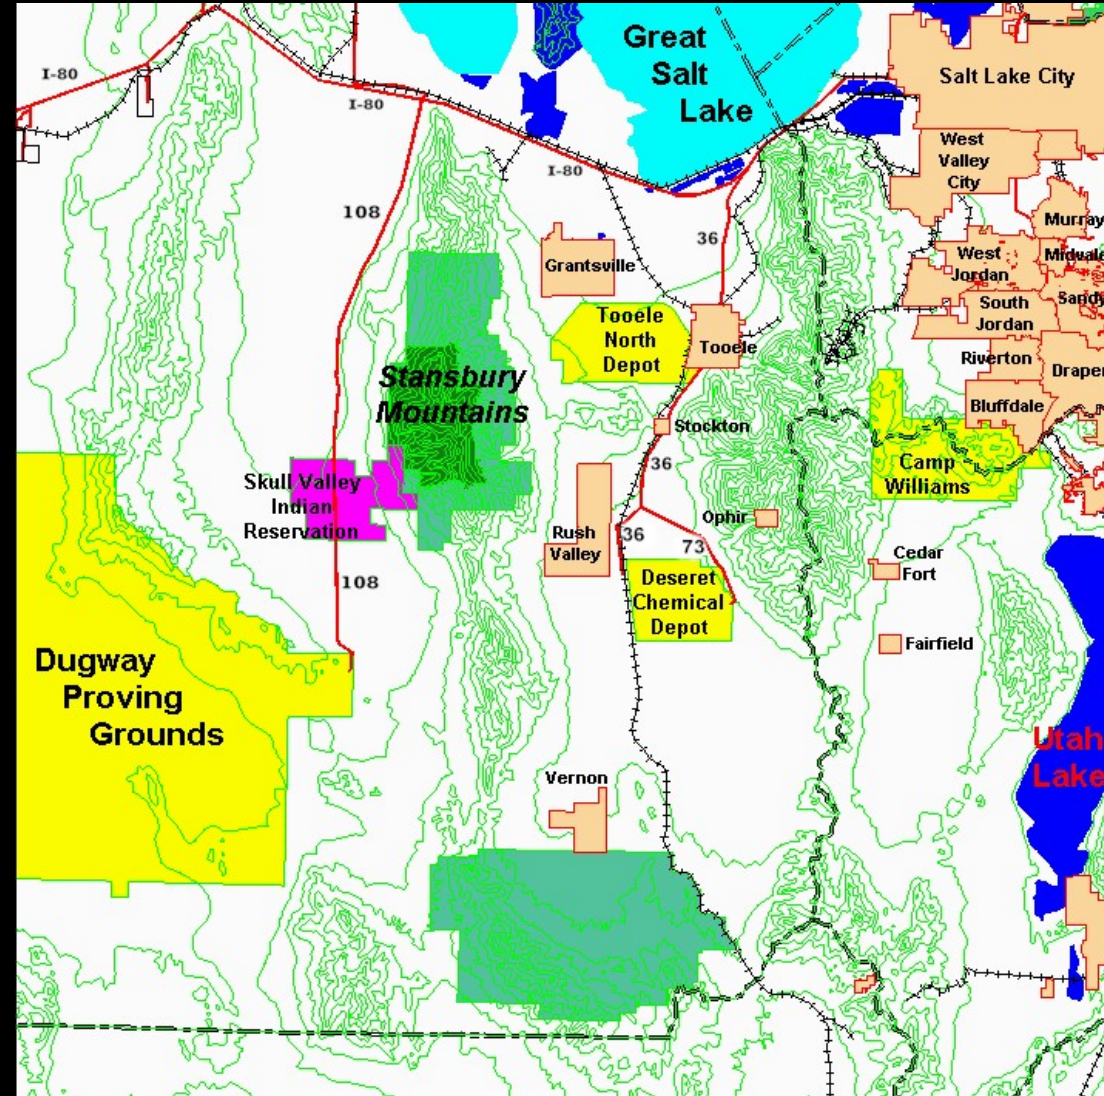 Great
Salt
Lake
Salt Lake City
I-80
I-80
I-80
West
Valley
City
108
Murray
36
Grantsville
West
Jordan
Midvale
South
Jordan
Sandy
Tooele
North
Depot
Tooele
Riverton
Draper
Stansbury
Mountains
Bluffdale
Stockton
36
Camp
Williams
Skull Valley
Indian
Reservation
Ophir
Rush
Valley
36
73
Cedar
Fort
108
Deseret
Chemical
Depot
Fairfield
Dugway
Proving
Grounds
Utah
Lake
Vernon